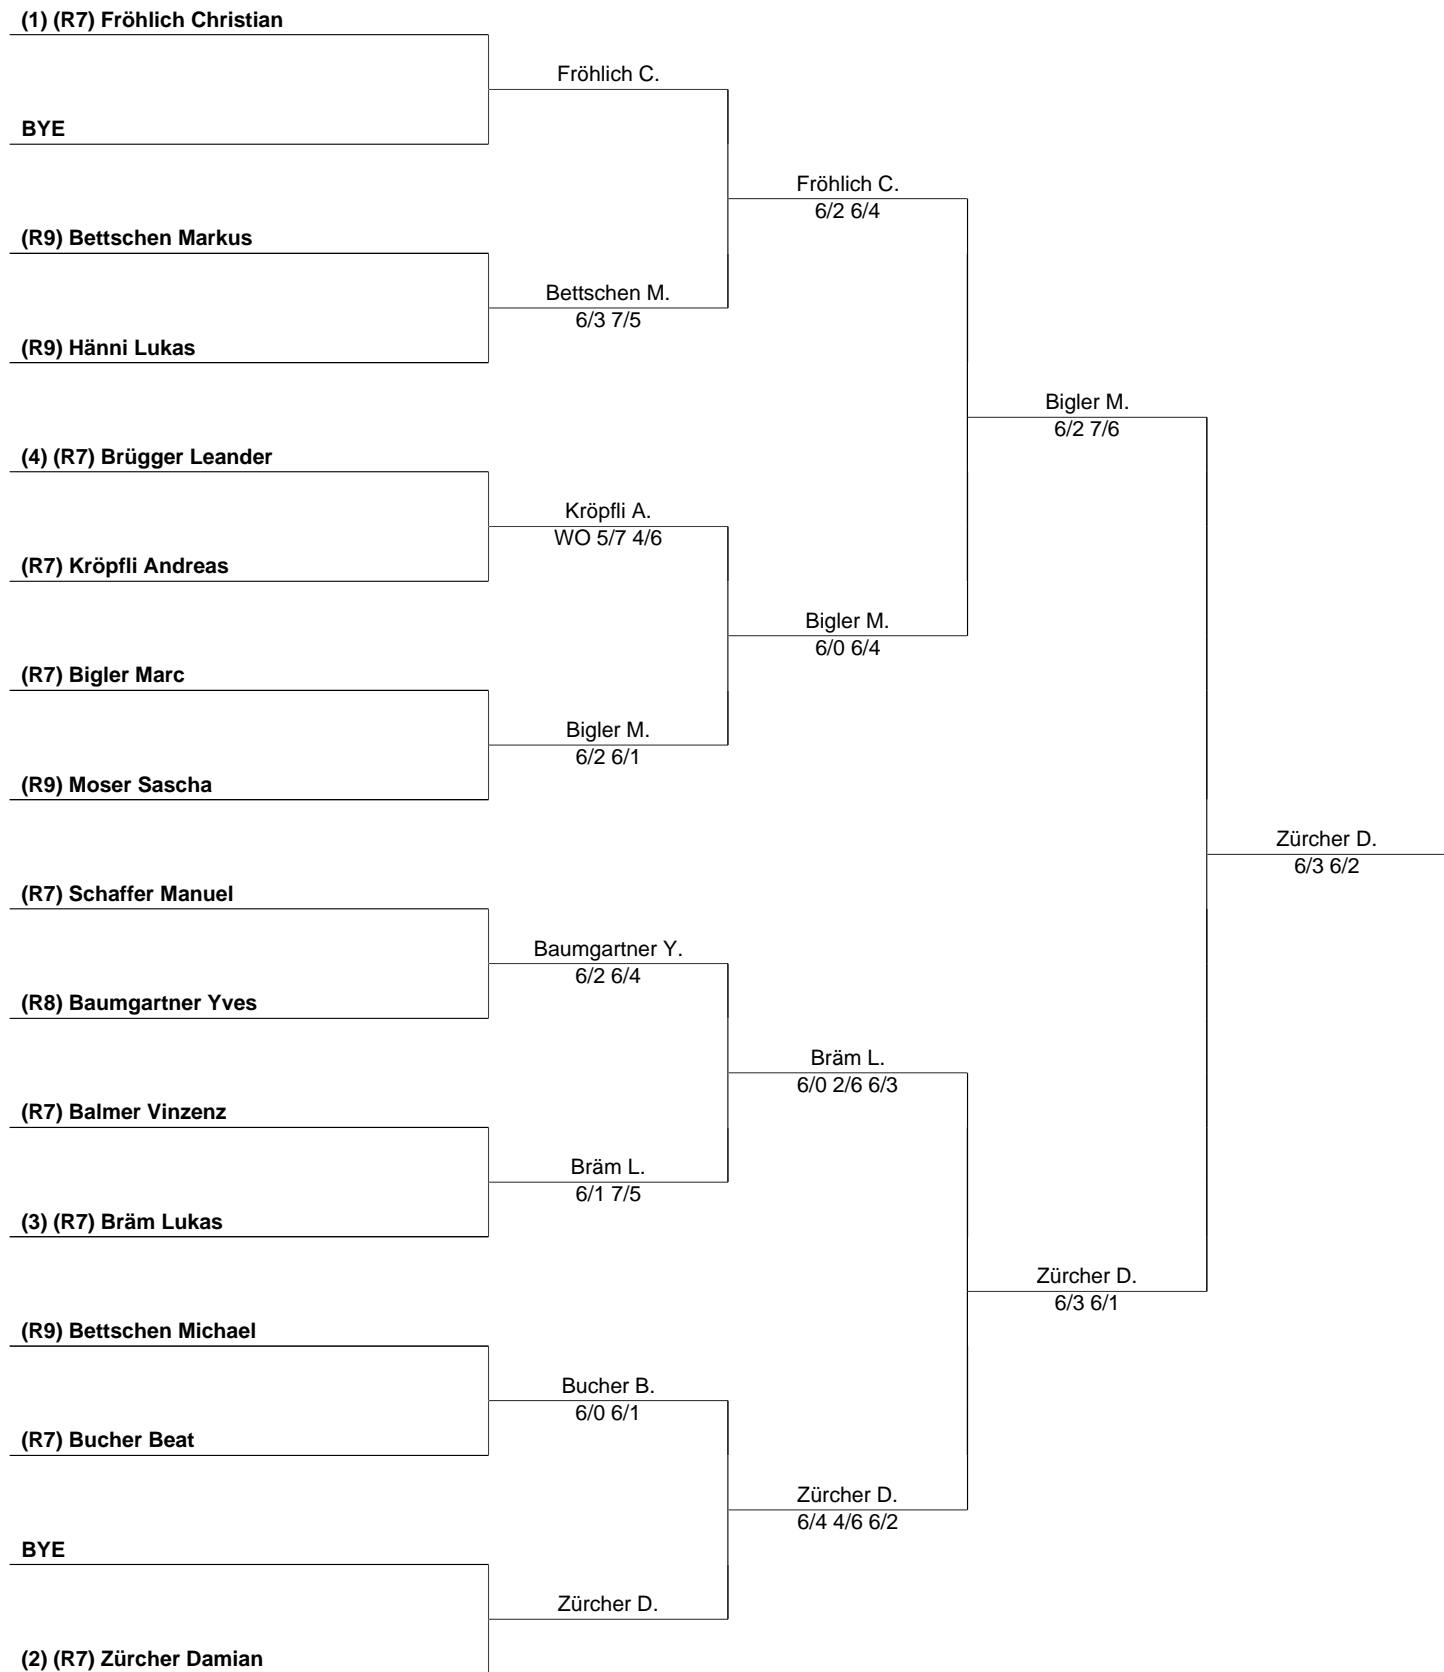 (1) (R7) Fröhlich Christian
Fröhlich C.
BYE
Fröhlich C.
6/2 6/4
(R9) Bettschen Markus
Bettschen M.
6/3 7/5
(R9) Hänni Lukas
Bigler M.
6/2 7/6
(4) (R7) Brügger Leander
Kröpfli A.
WO 5/7 4/6
(R7) Kröpfli Andreas
Bigler M.
6/0 6/4
(R7) Bigler Marc
Bigler M.
6/2 6/1
(R9) Moser Sascha
Zürcher D.
6/3 6/2
(R7) Schaffer Manuel
Baumgartner Y.
6/2 6/4
(R8) Baumgartner Yves
Bräm L.
6/0 2/6 6/3
(R7) Balmer Vinzenz
Bräm L.
6/1 7/5
(3) (R7) Bräm Lukas
Zürcher D.
6/3 6/1
(R9) Bettschen Michael
Bucher B.
6/0 6/1
(R7) Bucher Beat
Zürcher D.
6/4 4/6 6/2
BYE
Zürcher D.
(2) (R7) Zürcher Damian